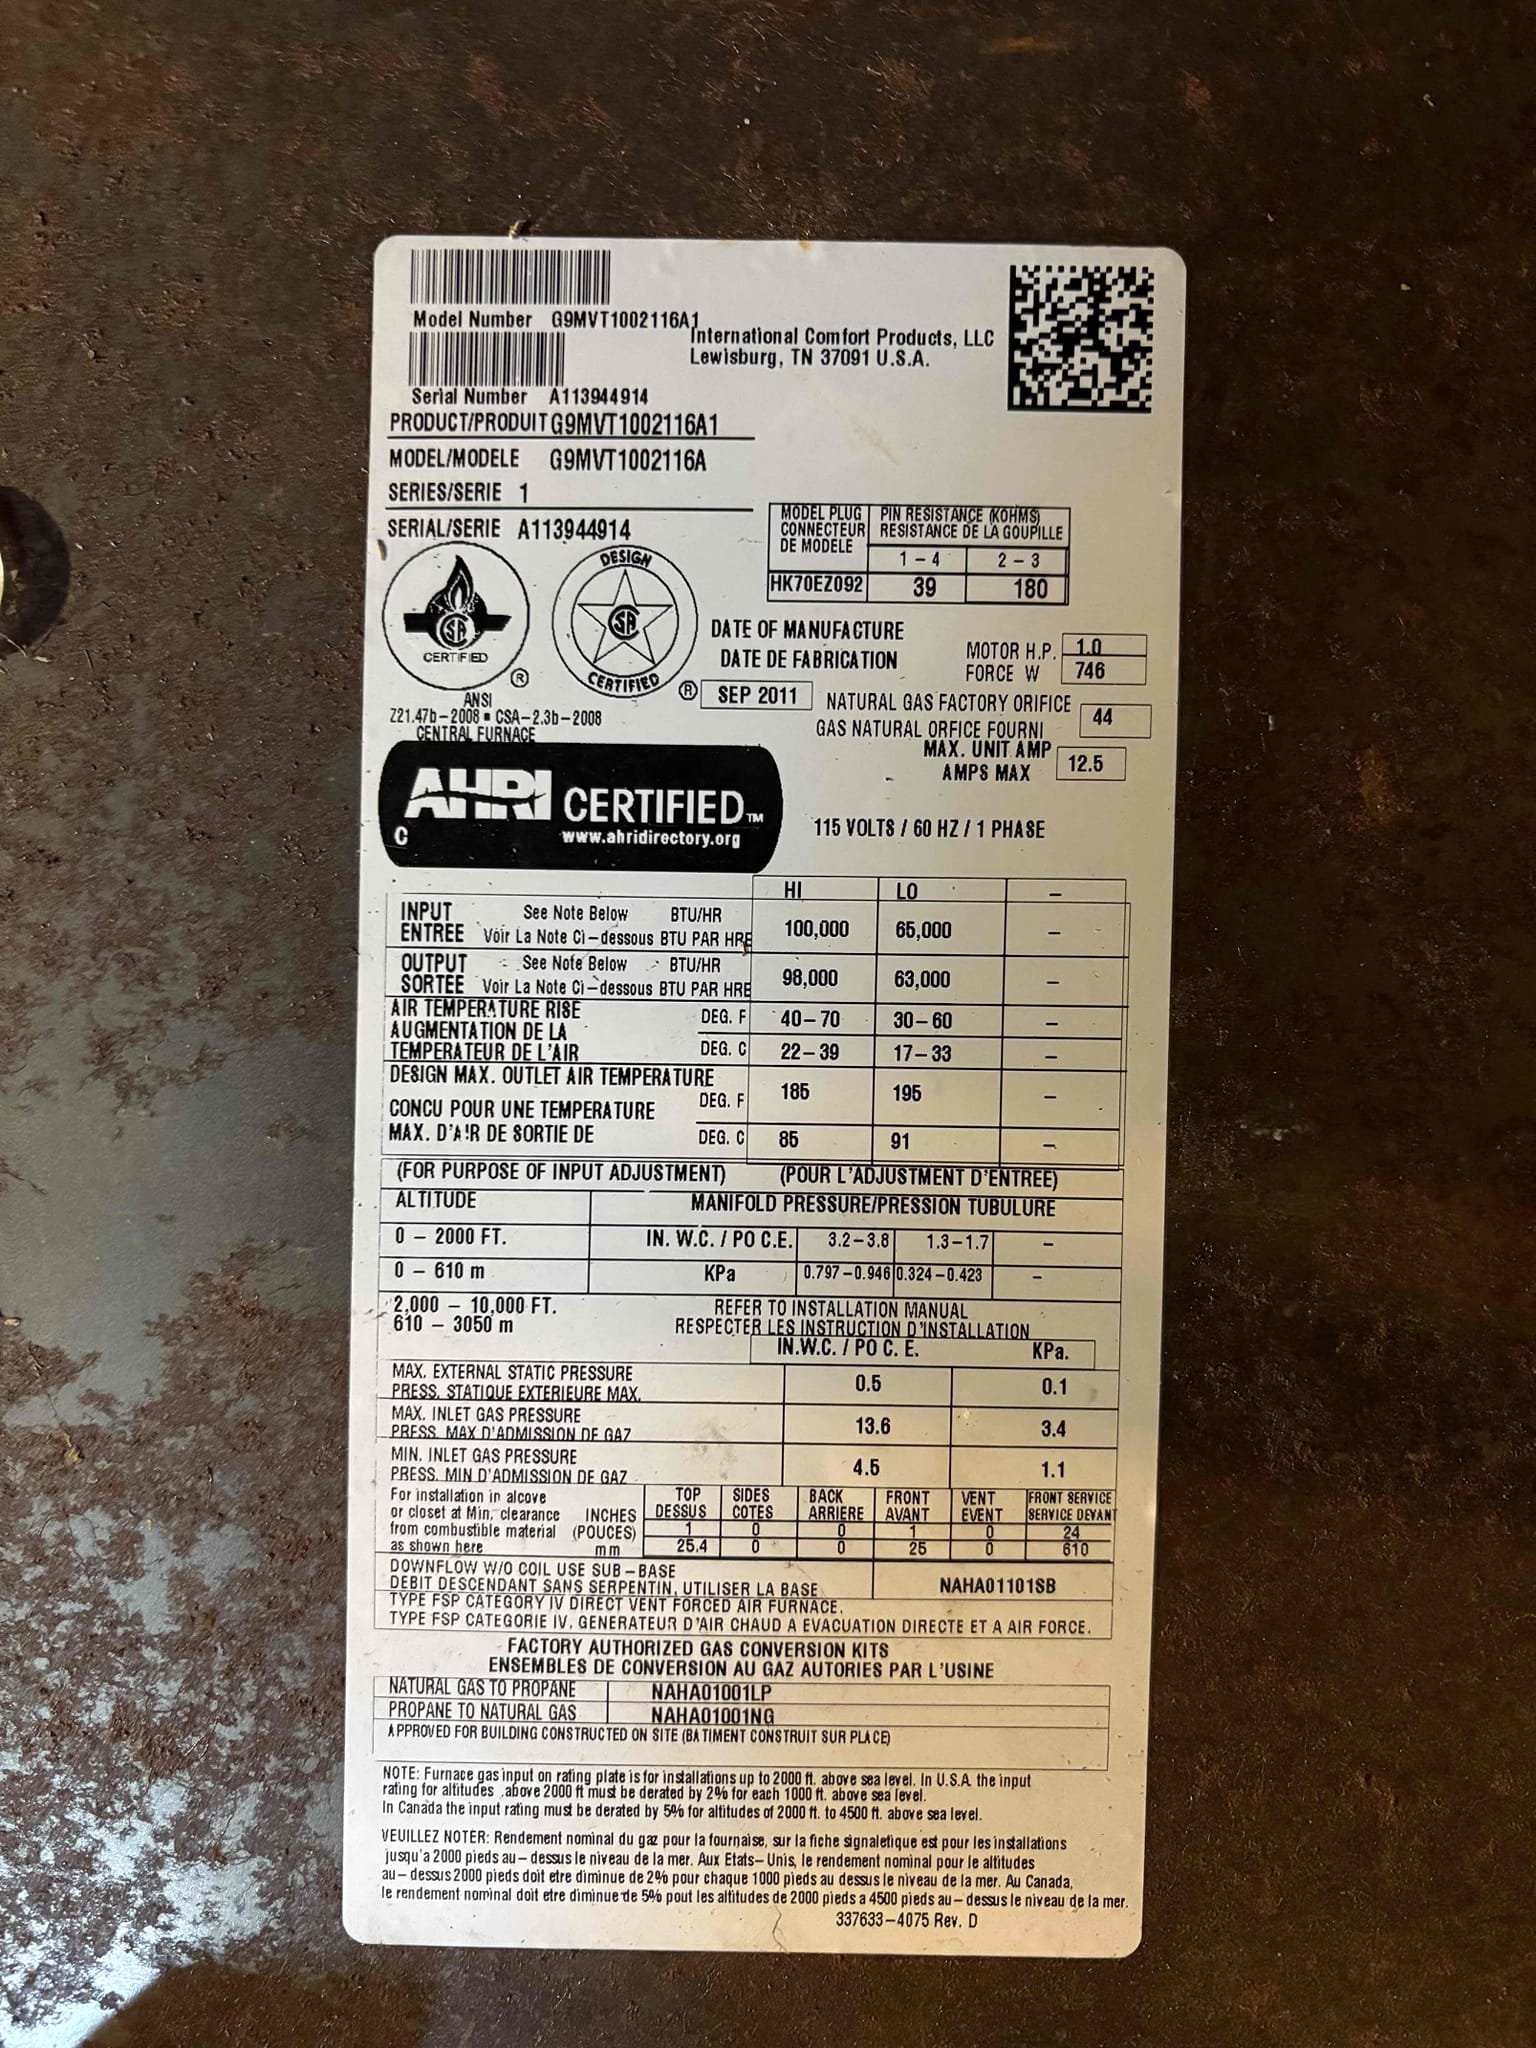 Model Number G9MVT1002116A1
International Comfort Products, LLC
Lewisburg, TN 37091 U.S.A.
Serial Number A113944914
PRODUCT/PRODUIT G9MVT1002116A1
MODEL/MODELE G9MVT1002116A
SERIES/SERIE 1
SERIAL/SERIE A113944914
MODEL PLUG PIN RESISTANCE (KOHMS)
CONNECTEUR RESISTANCE DE LA GOUPILLE
DE MODELE
1 - 4 2 - 3
HK70EZ092 39 180
CSA
CERTIFIED
®
DESIGN
CSA
CERTIFIED
®
ANSI
Z21.47b-2008 ▪ CSA-2.3b-2008
CENTRAL FURNACE
DATE OF MANUFACTURE
DATE DE FABRICATION
SEP 2011
MOTOR H.P. 1.0
FORCE W 746
NATURAL GAS FACTORY ORIFICE
GAS NATURAL ORFICE FOURNI
44
MAX. UNIT AMP
AMPS MAX
12.5
AHRI CERTIFIED™
C www.ahridirectory.org
115 VOLTS / 60 HZ / 1 PHASE
HI LO -
INPUT See Note Below BTU/HR
ENTREE Voir La Note Ci-dessous BTU PAR HRE
100,000 65,000 -
OUTPUT See Note Below BTU/HR
SORTEE Voir La Note Ci-dessous BTU PAR HRE
98,000 63,000 -
AIR TEMPERATURE RISE DEG. F 40-70 30-60 -
AUGMENTATION DE LA
TEMPERATEUR DE L'AIR DEG. C 22-39 17-33 -
DESIGN MAX. OUTLET AIR TEMPERATURE
DEG. F 185 195 -
CONCU POUR UNE TEMPERATURE
MAX. D'AIR DE SORTIE DE DEG. C 85 91 -
(FOR PURPOSE OF INPUT ADJUSTMENT) (POUR L'ADJUSTMENT D'ENTREE)
ALTITUDE MANIFOLD PRESSURE/PRESSION TUBULURE
0 - 2000 FT. IN. W.C. / PO C.E. 3.2-3.8 1.3-1.7 -
0 - 610 m KPa 0.797-0.946 0.324-0.423 -
2,000 - 10,000 FT. REFER TO INSTALLATION MANUAL
610 - 3050 m RESPECTER LES INSTRUCTION D'INSTALLATION
IN.W.C. / PO C. E. KPa.
MAX. EXTERNAL STATIC PRESSURE
PRESS. STATIQUE EXTERIEURE MAX.
0.5 0.1
MAX. INLET GAS PRESSURE
PRESS. MAX D'ADMISSION DE GAZ
13.6 3.4
MIN. INLET GAS PRESSURE
PRESS. MIN D'ADMISSION DE GAZ
4.5 1.1
For installation in alcove
or closet at Min. clearance
from combustible material
as shown here
TOP SIDES BACK FRONT VENT FRONT SERVICE
DESSUS COTES ARRIERE AVANT EVENT SERVICE DEVANT
INCHES
(POUCES) 1 0 0 1 0 24
mm 25.4 0 0 25 0 610
DOWNFLOW W/O COIL USE SUB-BASE
DEBIT DESCENDANT SANS SERPENTIN, UTILISER LA BASE
NAHA01101SB
TYPE FSP CATEGORY IV DIRECT VENT FORCED AIR FURNACE.
TYPE FSP CATEGORIE IV. GENERATEUR D'AIR CHAUD A EVACUATION DIRECTE ET A AIR FORCE.
FACTORY AUTHORIZED GAS CONVERSION KITS
ENSEMBLES DE CONVERSION AU GAZ AUTORIES PAR L'USINE
NATURAL GAS TO PROPANE NAHA01001LP
PROPANE TO NATURAL GAS NAHA01001NG
APPROVED FOR BUILDING CONSTRUCTED ON SITE (BATIMENT CONSTRUIT SUR PLACE)
NOTE: Furnace gas input on rating plate is for installations up to 2000 ft. above sea level. In U.S.A. the input
rating for altitudes above 2000 ft must be derated by 2% for each 1000 ft. above sea level.
In Canada the input rating must be derated by 5% for altitudes of 2000 ft. to 4500 ft. above sea level.
VEUILLEZ NOTER: Rendement nominal du gaz pour la fournaise, sur la fiche signaletique est pour les installations
jusqu'a 2000 pieds au-dessus le niveau de la mer. Aux Etats-Unis, le rendement nominal pour le altitudes
au-dessus 2000 pieds doit etre diminue de 2% pour chaque 1000 pieds au dessus le niveau de la mer. Au Canada,
le rendement nominal doit etre diminue de 5% pout les altitudes de 2000 pieds a 4500 pieds au-dessus le niveau de la mer.
337633-4075 Rev. D